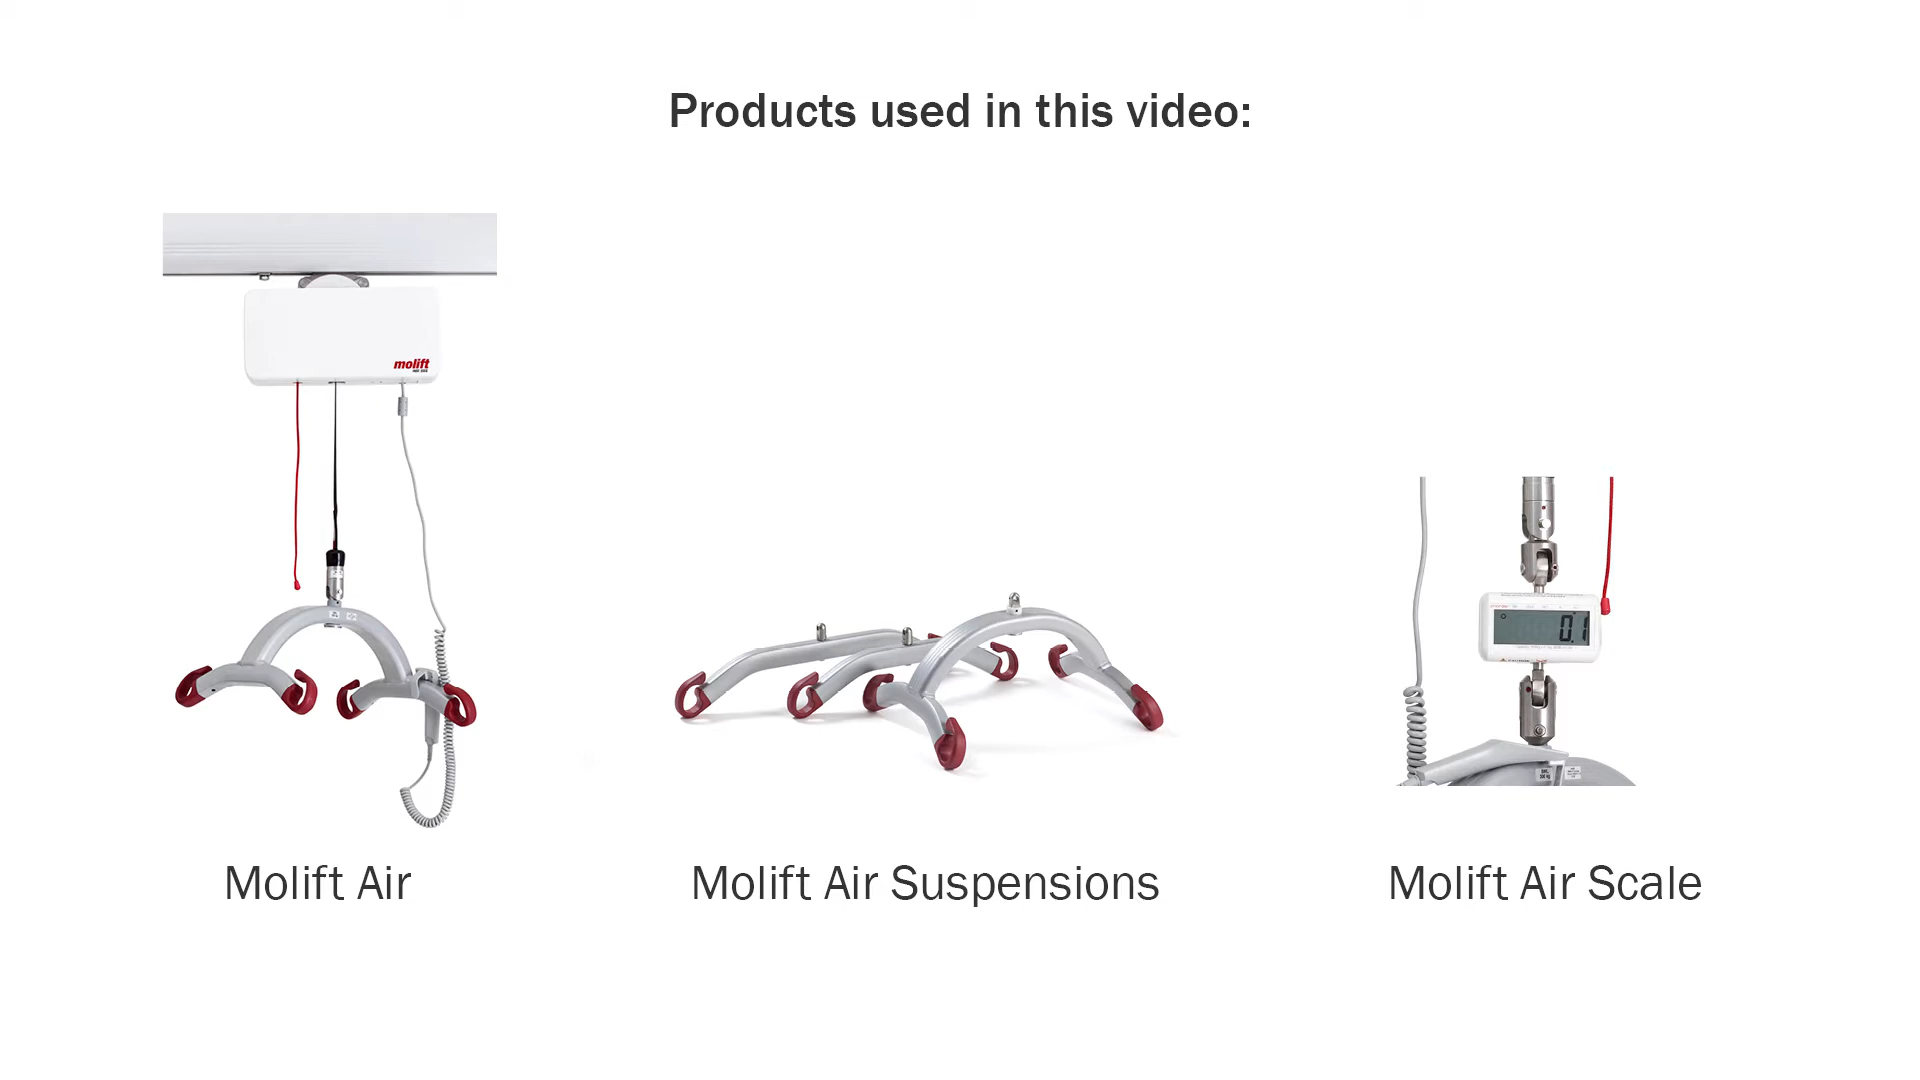 Products used in this video:
molift
0.1
Molift Air
Molift Air Suspensions
Molift Air Scale